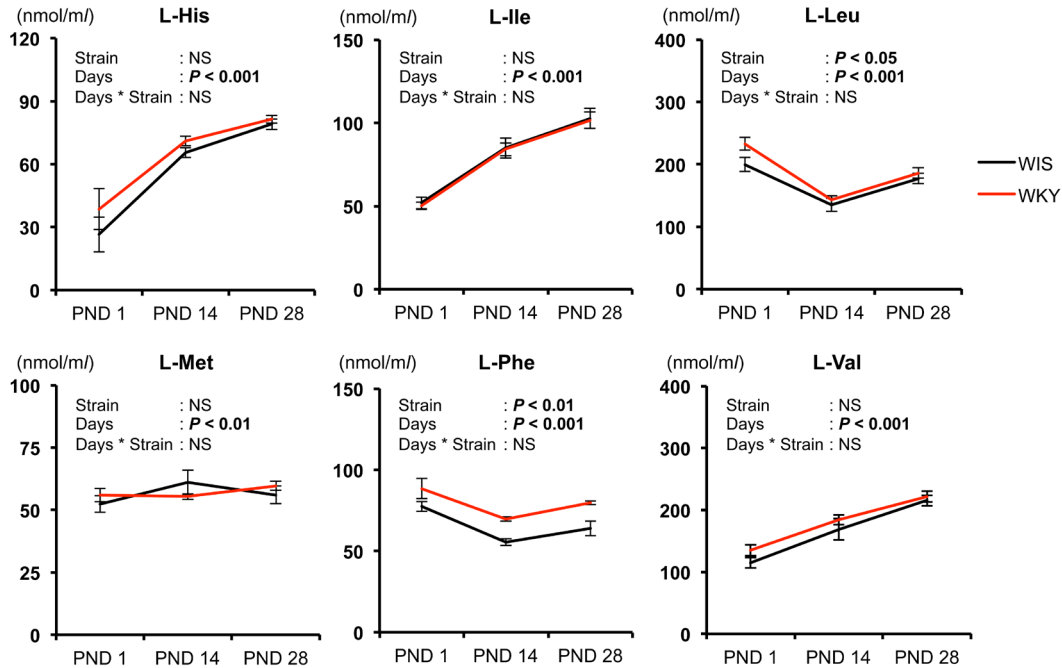 (nmol/ml) L-His
120
90
60
30
0
Strain : NS
Days : P < 0.001
Days * Strain : NS
PND 1 PND 14 PND 28
(nmol/ml) L-Ile
150
100
50
0
Strain : NS
Days : P < 0.001
Days * Strain : NS
PND 1 PND 14 PND 28
(nmol/ml) L-Leu
400
300
200
100
0
Strain : P < 0.05
Days : P < 0.001
Days * Strain : NS
PND 1 PND 14 PND 28
WIS
WKY
(nmol/ml) L-Met
100
75
50
25
0
Strain : NS
Days : P < 0.01
Days * Strain : NS
PND 1 PND 14 PND 28
(nmol/ml) L-Phe
150
100
50
0
Strain : P < 0.01
Days : P < 0.001
Days * Strain : NS
PND 1 PND 14 PND 28
(nmol/ml) L-Val
400
300
200
100
0
Strain : NS
Days : P < 0.001
Days * Strain : NS
PND 1 PND 14 PND 28